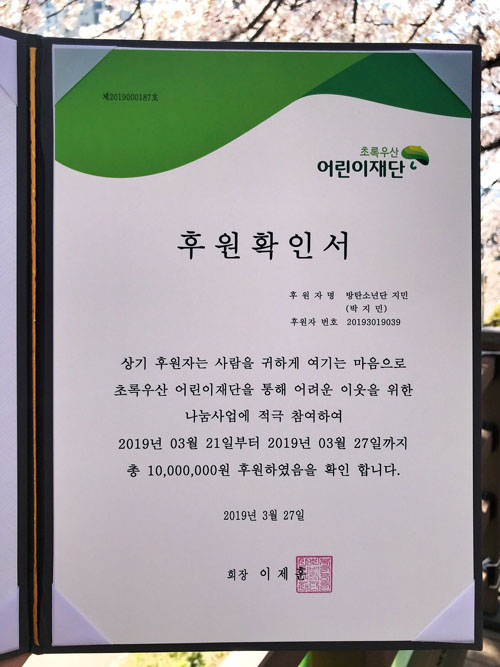 제2019000187호
초록우산
어린이재단
후원확인서
후 원 자 명 방탄소년단 지민
(박 지 민)
후원자 번호 20193019039
상기 후원자는 사람을 귀하게 여기는 마음으로
초록우산 어린이재단을 통해 어려운 이웃을 위한
나눔사업에 적극 참여하여
2019년 03월 21일부터 2019년 03월 27일까지
총 10,000,000원 후원하였음을 확인 합니다.
2019년 3월 27일
회장 이 제 훈